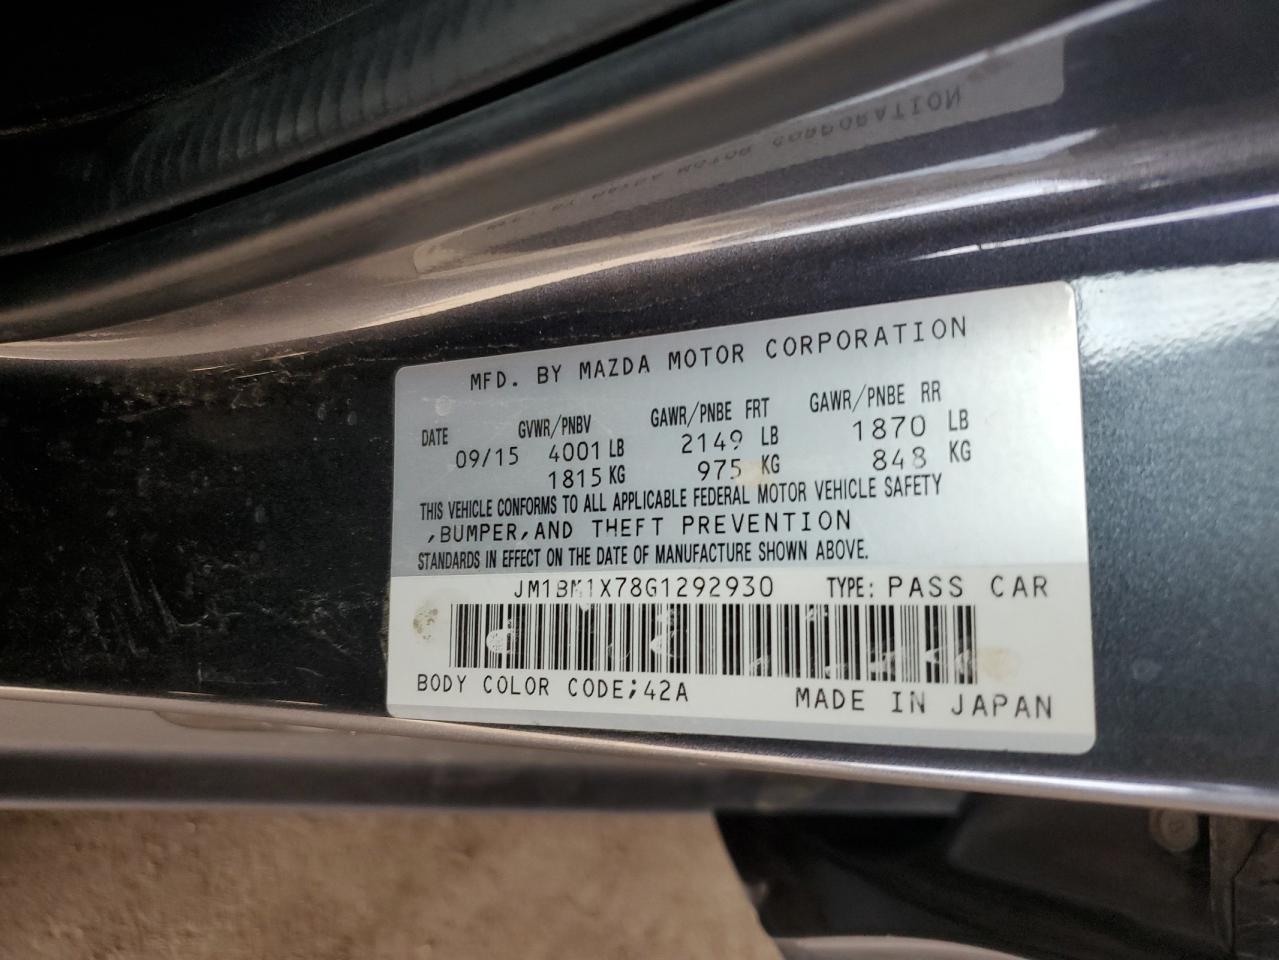 MFD. BY MAZDA MOTOR CORPORATION
DATE GVWR/PNBV GAWR/PNBE FRT GAWR/PNBE RR
09/15 4001 LB 2149 LB 1870 LB
1815 KG 975 KG 848 KG
THIS VEHICLE CONFORMS TO ALL APPLICABLE FEDERAL MOTOR VEHICLE SAFETY
,BUMPER,AND THEFT PREVENTION
STANDARDS IN EFFECT ON THE DATE OF MANUFACTURE SHOWN ABOVE.
JM1BM1X78G1292930 TYPE: PASS CAR
BODY COLOR CODE;42A MADE IN JAPAN